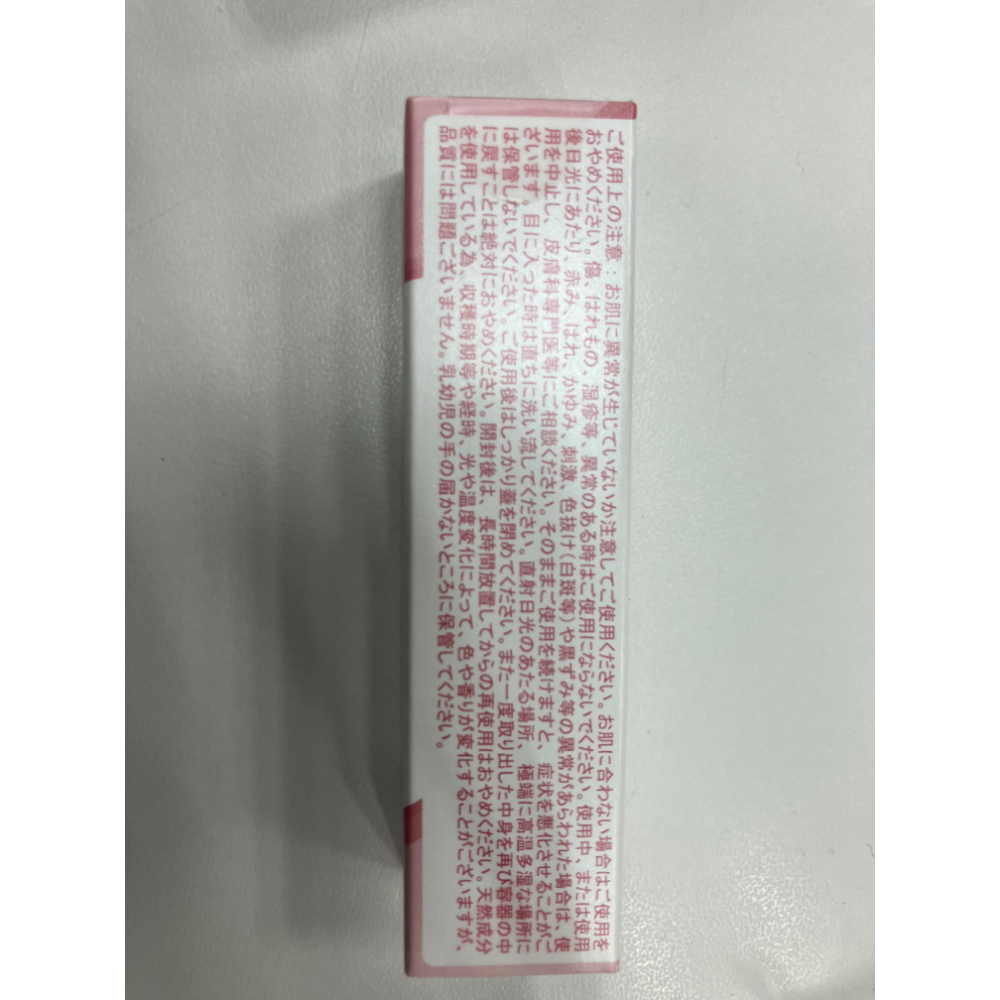 ご使用上の注意：お肌に異常が生じていないか注意してご使用ください。お肌に合わない場合はご使用を
おやめください。傷、はれもの、湿疹等、異常のある時はご使用にならないでください。使用中、または使用
後日光にあたり、赤み、はれ、かゆみ、刺激、色抜け（白斑等）や黒ずみ等の異常があらわれた場合は、使
用を中止し、皮膚科専門医等にご相談ください。そのままご使用を続けますと、症状を悪化させることがご
ざいます。目に入った時は直ちに洗い流してください。直射日光のあたる場所、極端に高温多湿な場所に
は保管しないでください。ご使用後はしっかり蓋を閉めてください。また一度取り出した中身を再び容器の中
に戻すことは絶対におやめください。開封後は、長時間放置してからの再使用はおやめください。天然成分
を使用している為、収穫時期等や経時、光や温度変化によって、色や香りが変化することがございますが、
品質には問題ございません。乳幼児の手の届かないところに保管してください。